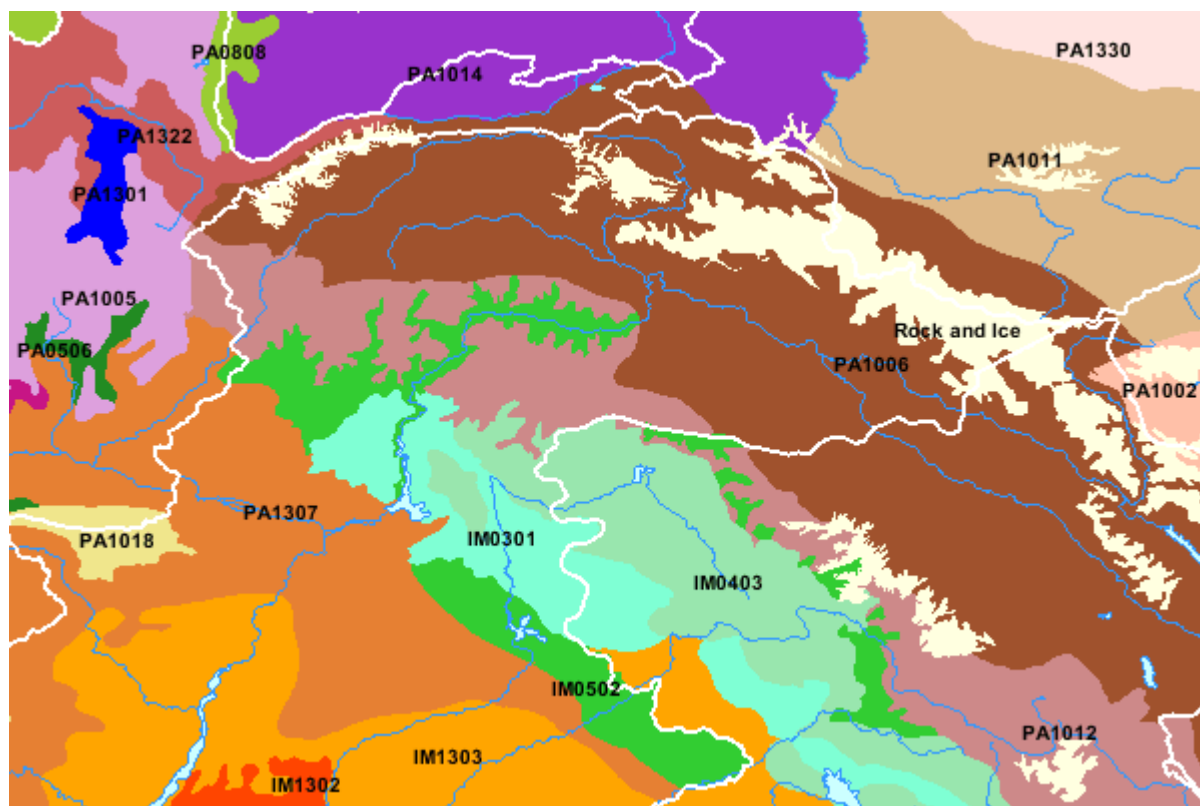 PA0808
PA1330
PA1014
PA1322
PA1011
PA1301
PA1005
Rock and Ice
PA0506
PA1006
PA1002
PA1307
PA1018
IM0301
IM0403
IM0502
PA1012
IM1303
IM1302